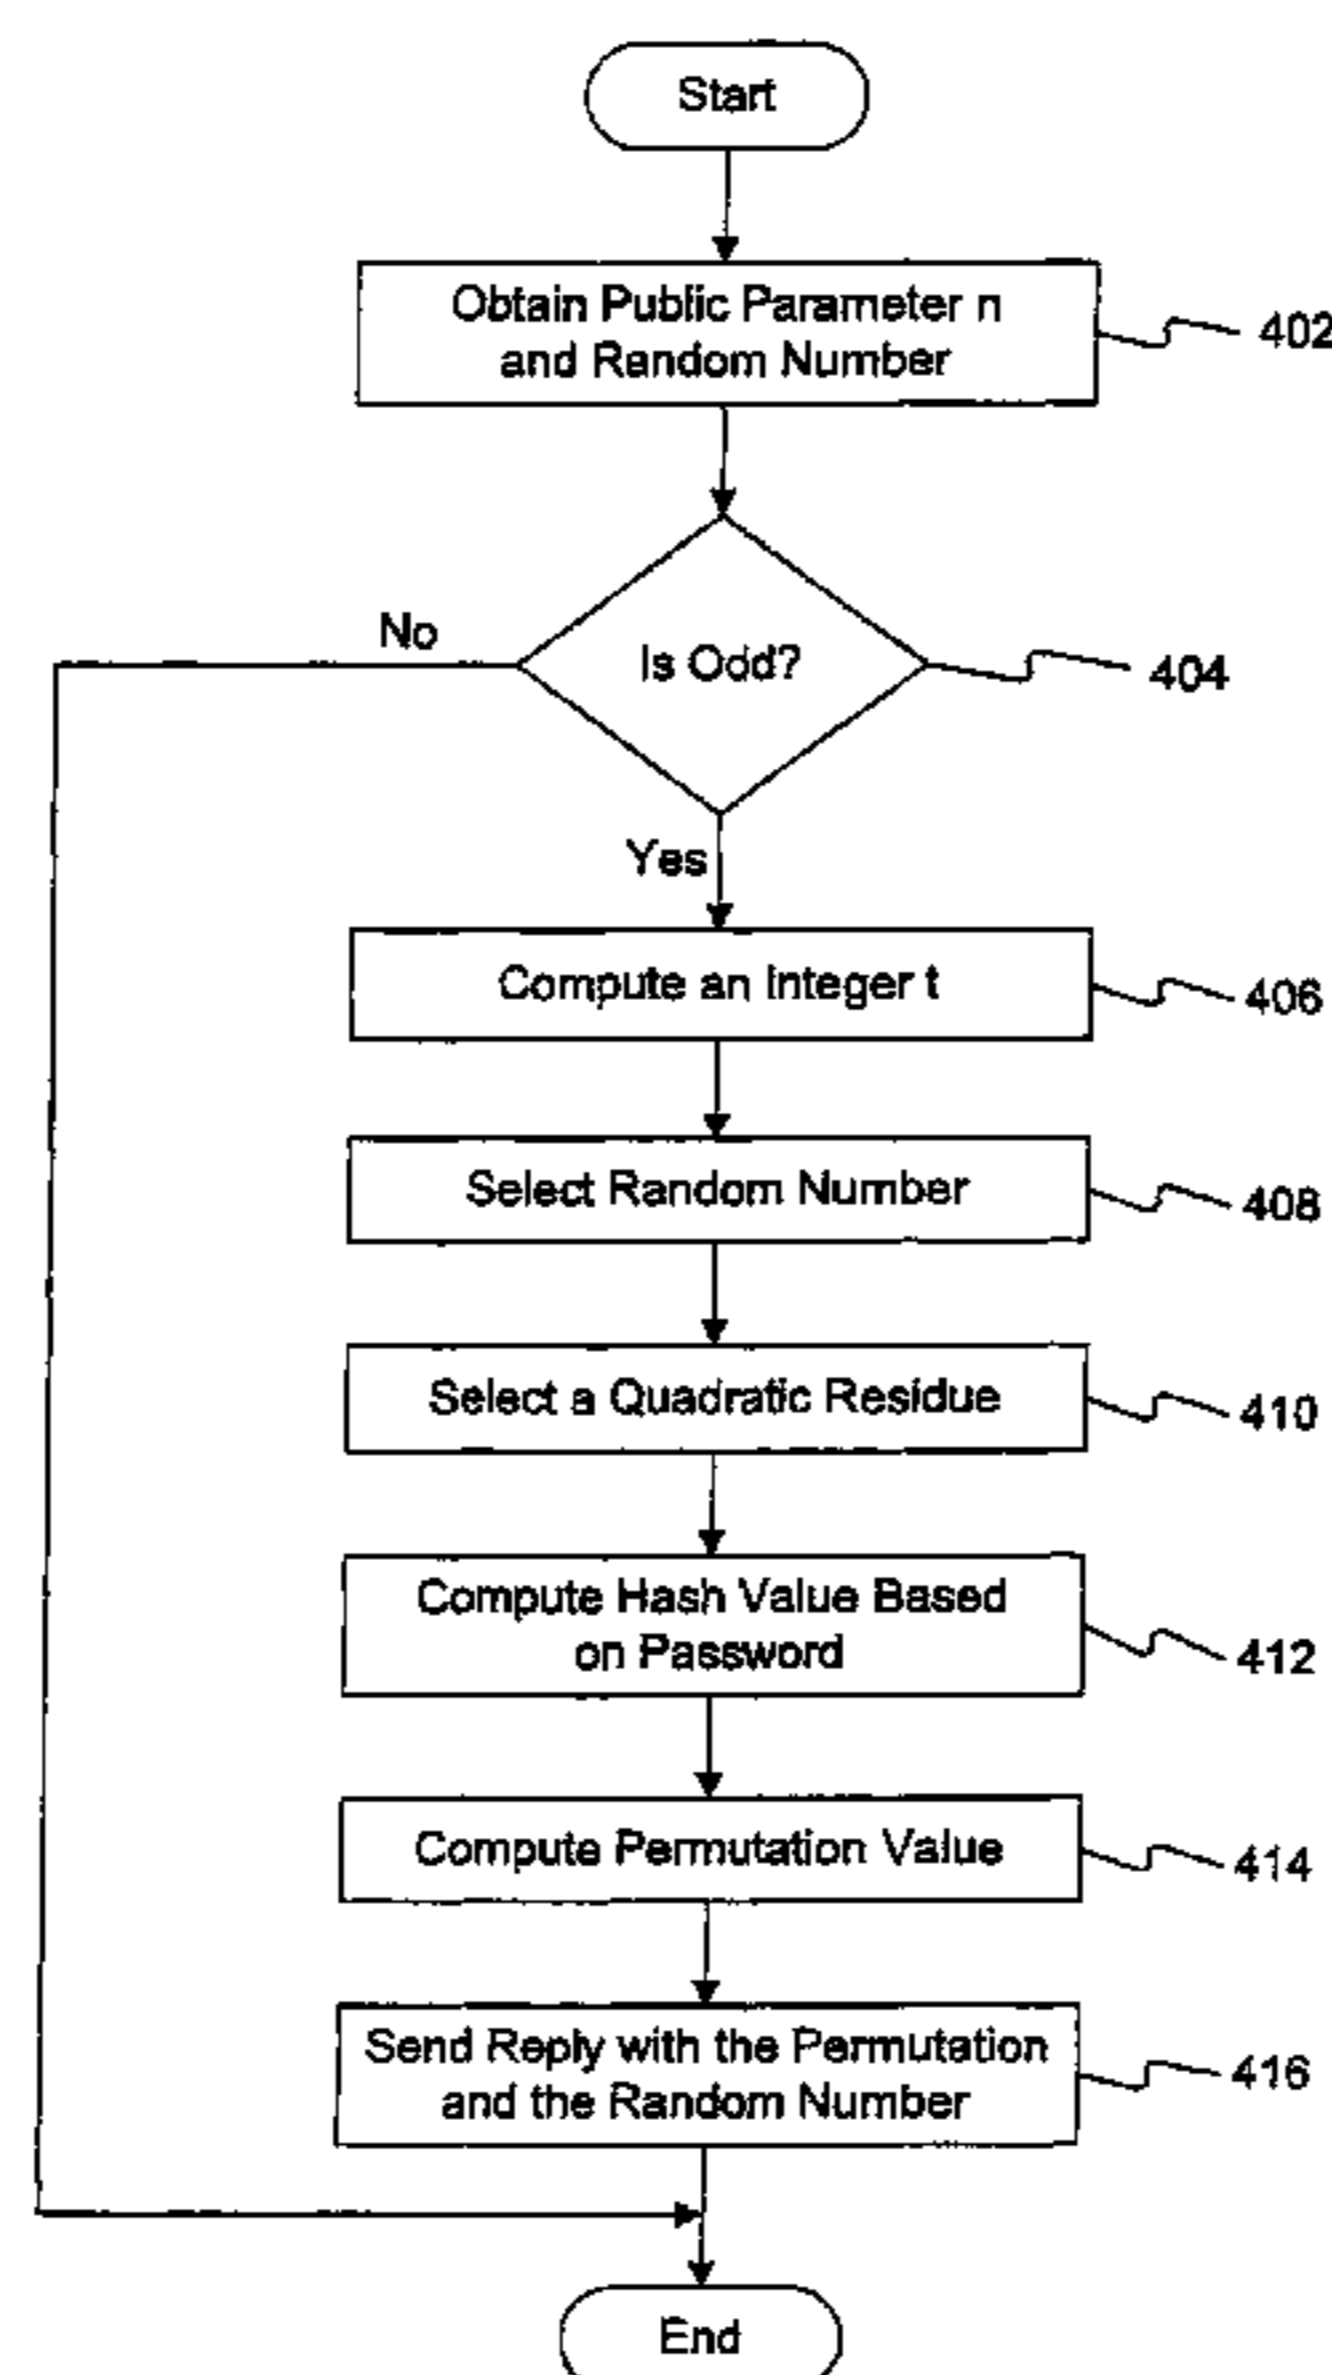 Start
Obtain Public Parameter n
and Random Number
402
No
Is Odd?
404
Yes
Compute an Integer t
406
Select Random Number
408
Select a Quadratic Residue
410
Compute Hash Value Based
on Password
412
Compute Permutation Value
414
Send Reply with the Permutation
and the Random Number
416
End